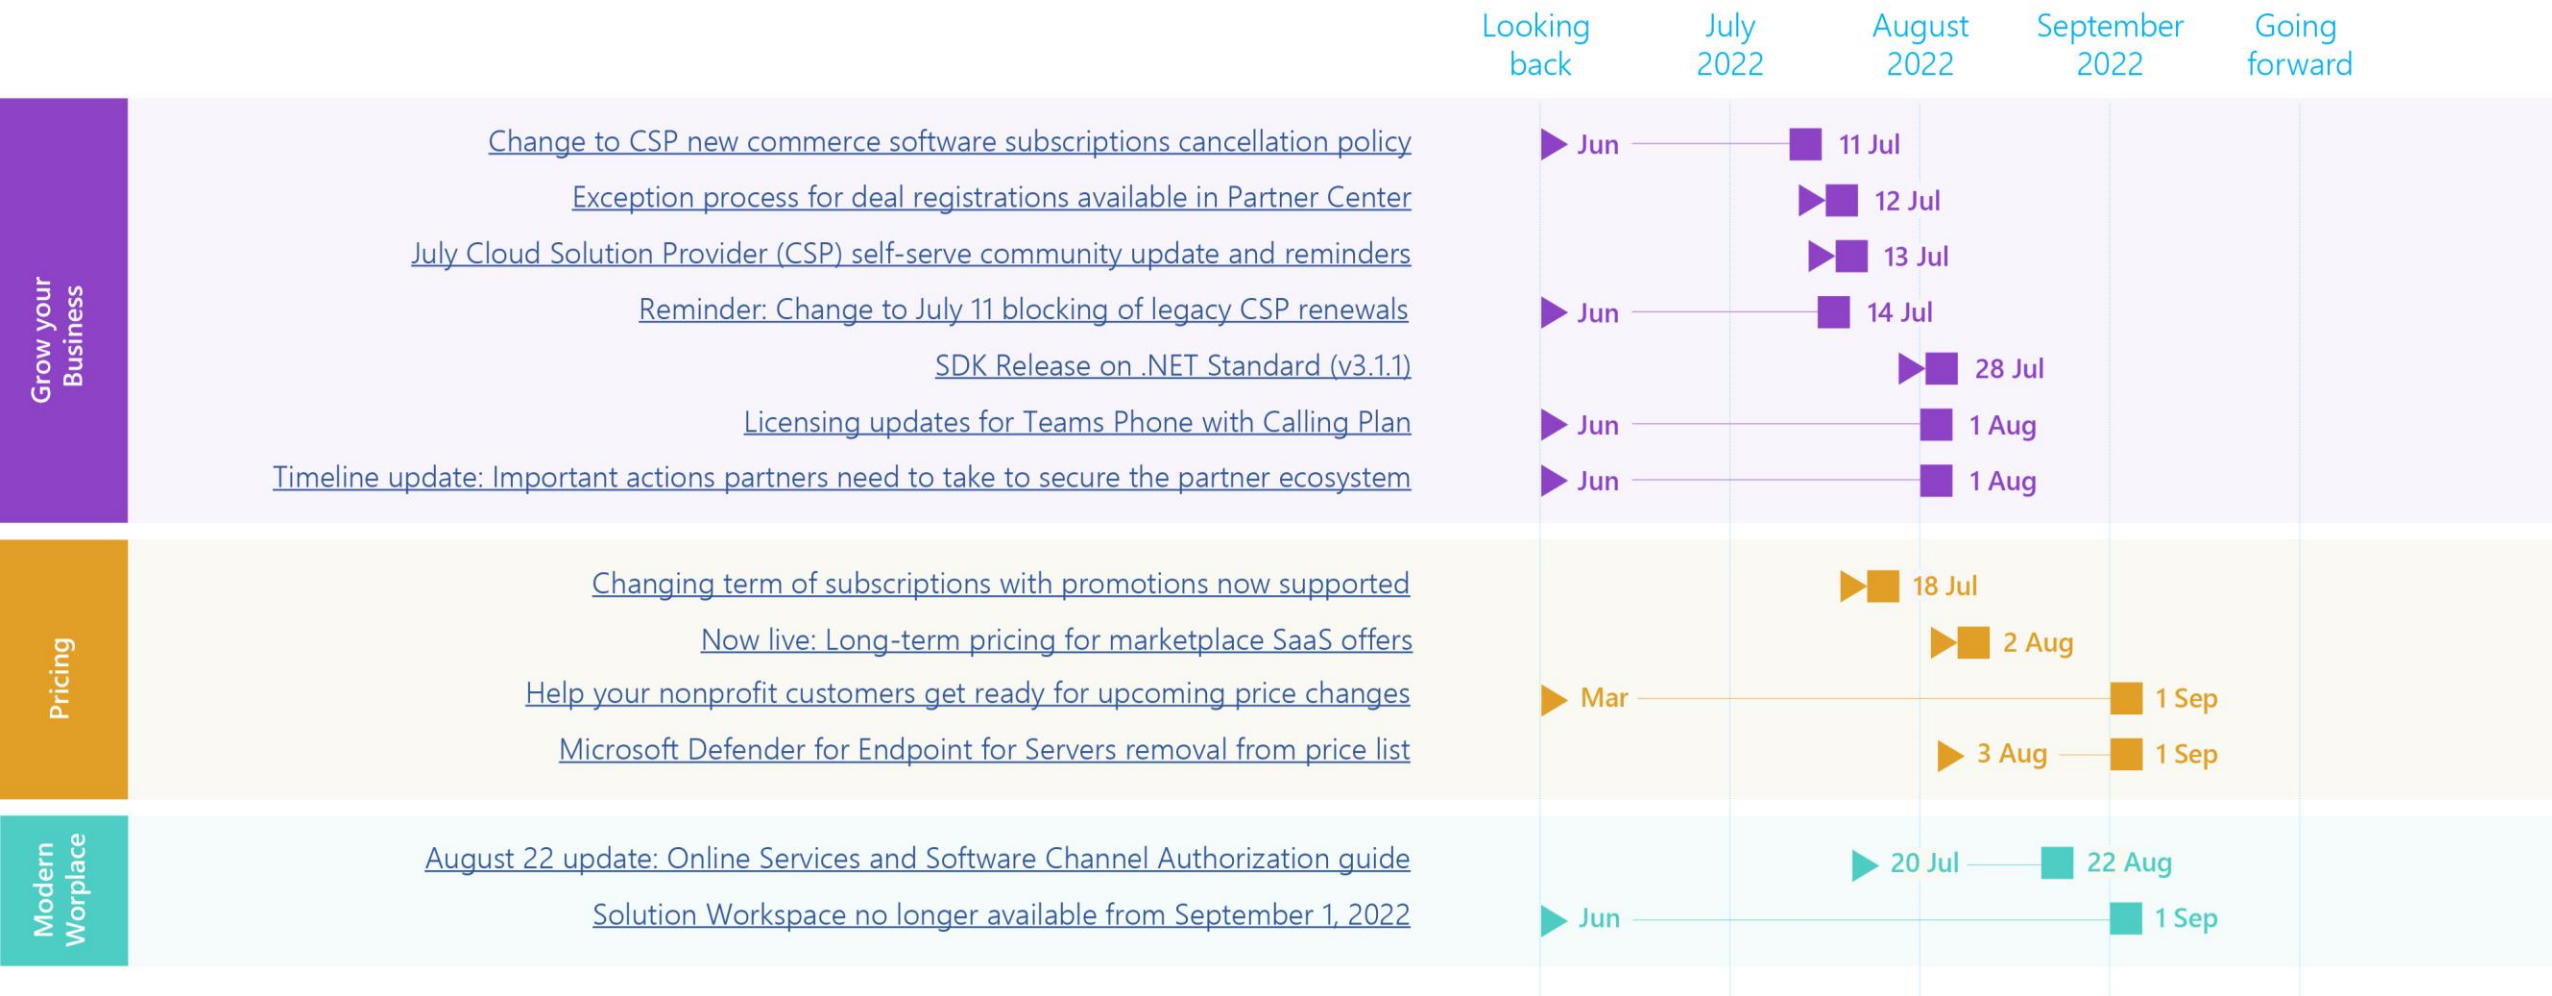 Looking back
July 2022
August 2022
September 2022
Going forward
Grow your Business
Change to CSP new commerce software subscriptions cancellation policy Jun 11 Jul
Exception process for deal registrations available in Partner Center 12 Jul
July Cloud Solution Provider (CSP) self-serve community update and reminders 13 Jul
Reminder: Change to July 11 blocking of legacy CSP renewals Jun 14 Jul
SDK Release on .NET Standard (v3.1.1) 28 Jul
Licensing updates for Teams Phone with Calling Plan Jun 1 Aug
Timeline update: Important actions partners need to take to secure the partner ecosystem Jun 1 Aug
Pricing
Changing term of subscriptions with promotions now supported 18 Jul
Now live: Long-term pricing for marketplace SaaS offers 2 Aug
Help your nonprofit customers get ready for upcoming price changes Mar 1 Sep
Microsoft Defender for Endpoint for Servers removal from price list 3 Aug 1 Sep
Modern Worplace
August 22 update: Online Services and Software Channel Authorization guide 20 Jul 22 Aug
Solution Workspace no longer available from September 1, 2022 Jun 1 Sep